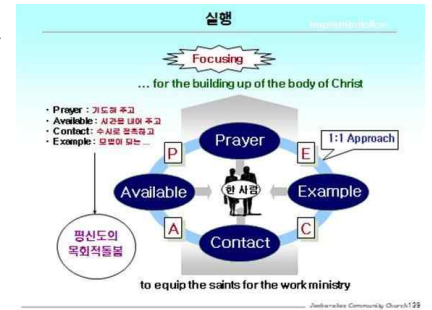 실행
Implementation
Focusing
... for the building up of the body of Christ
· Prayer : 기도해 주고
· Available : 시간을 내어 주고
· Contact : 수시로 접촉하고
· Example : 모범이 되는 ...
1:1 Approach
Prayer
P
E
Available
한 사람
Example
A
C
Contact
평신도의
목회적돌봄
to equip the saints for the work ministry
Community Church 139